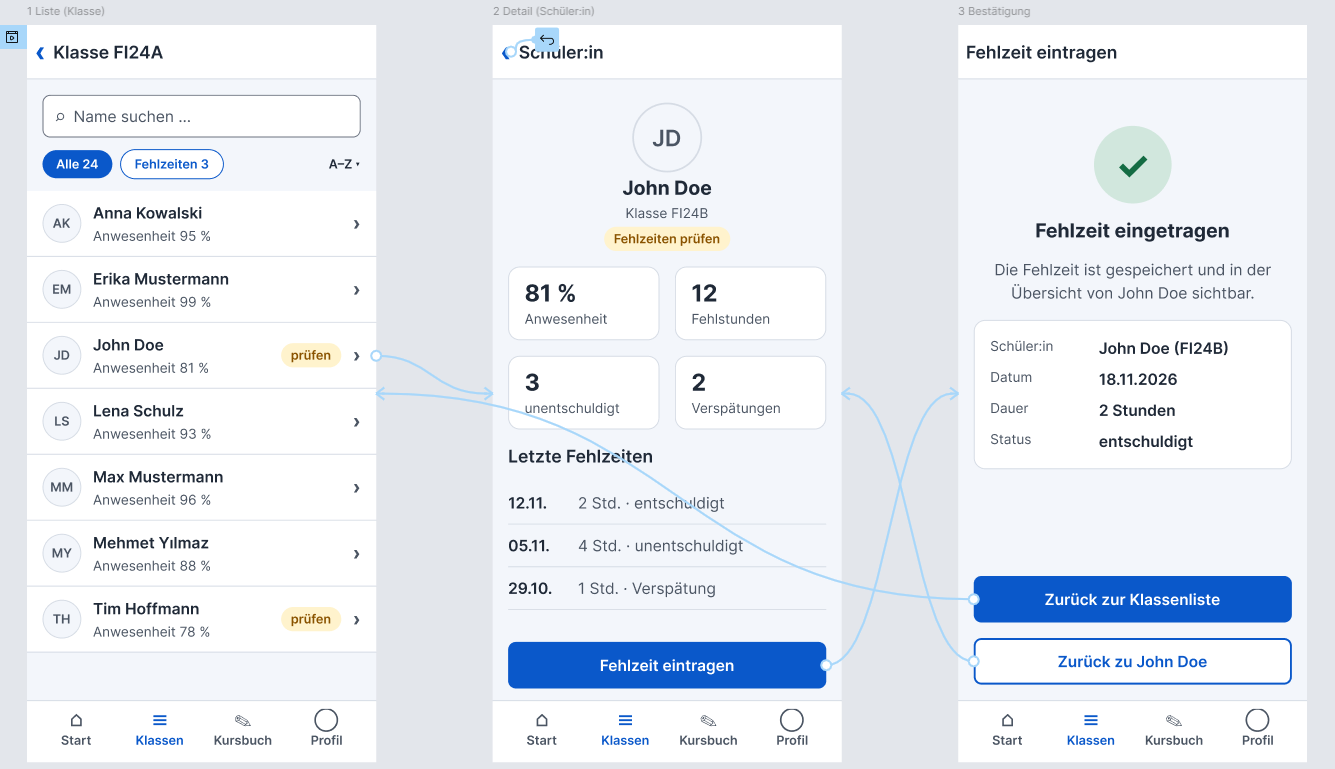 1 Liste (Klasse)
Klasse FI24A
Name suchen ...
Alle 24
Fehlzeiten 3
A–Z
AK
Anna Kowalski
Anwesenheit 95 %
EM
Erika Mustermann
Anwesenheit 99 %
JD
John Doe
Anwesenheit 81 %
prüfen
LS
Lena Schulz
Anwesenheit 93 %
MM
Max Mustermann
Anwesenheit 96 %
MY
Mehmet Yılmaz
Anwesenheit 88 %
TH
Tim Hoffmann
Anwesenheit 78 %
prüfen
Start
Klassen
Kursbuch
Profil
2 Detail (Schüler:in)
Schüler:in
JD
John Doe
Klasse FI24B
Fehlzeiten prüfen
81 %
Anwesenheit
12
Fehlstunden
3
unentschuldigt
2
Verspätungen
Letzte Fehlzeiten
12.11. 2 Std. · entschuldigt
05.11. 4 Std. · unentschuldigt
29.10. 1 Std. · Verspätung
Fehlzeit eintragen
Start
Klassen
Kursbuch
Profil
3 Bestätigung
Fehlzeit eintragen
Fehlzeit eingetragen
Die Fehlzeit ist gespeichert und in der
Übersicht von John Doe sichtbar.
Schüler:in John Doe (FI24B)
Datum 18.11.2026
Dauer 2 Stunden
Status entschuldigt
Zurück zur Klassenliste
Zurück zu John Doe
Start
Klassen
Kursbuch
Profil